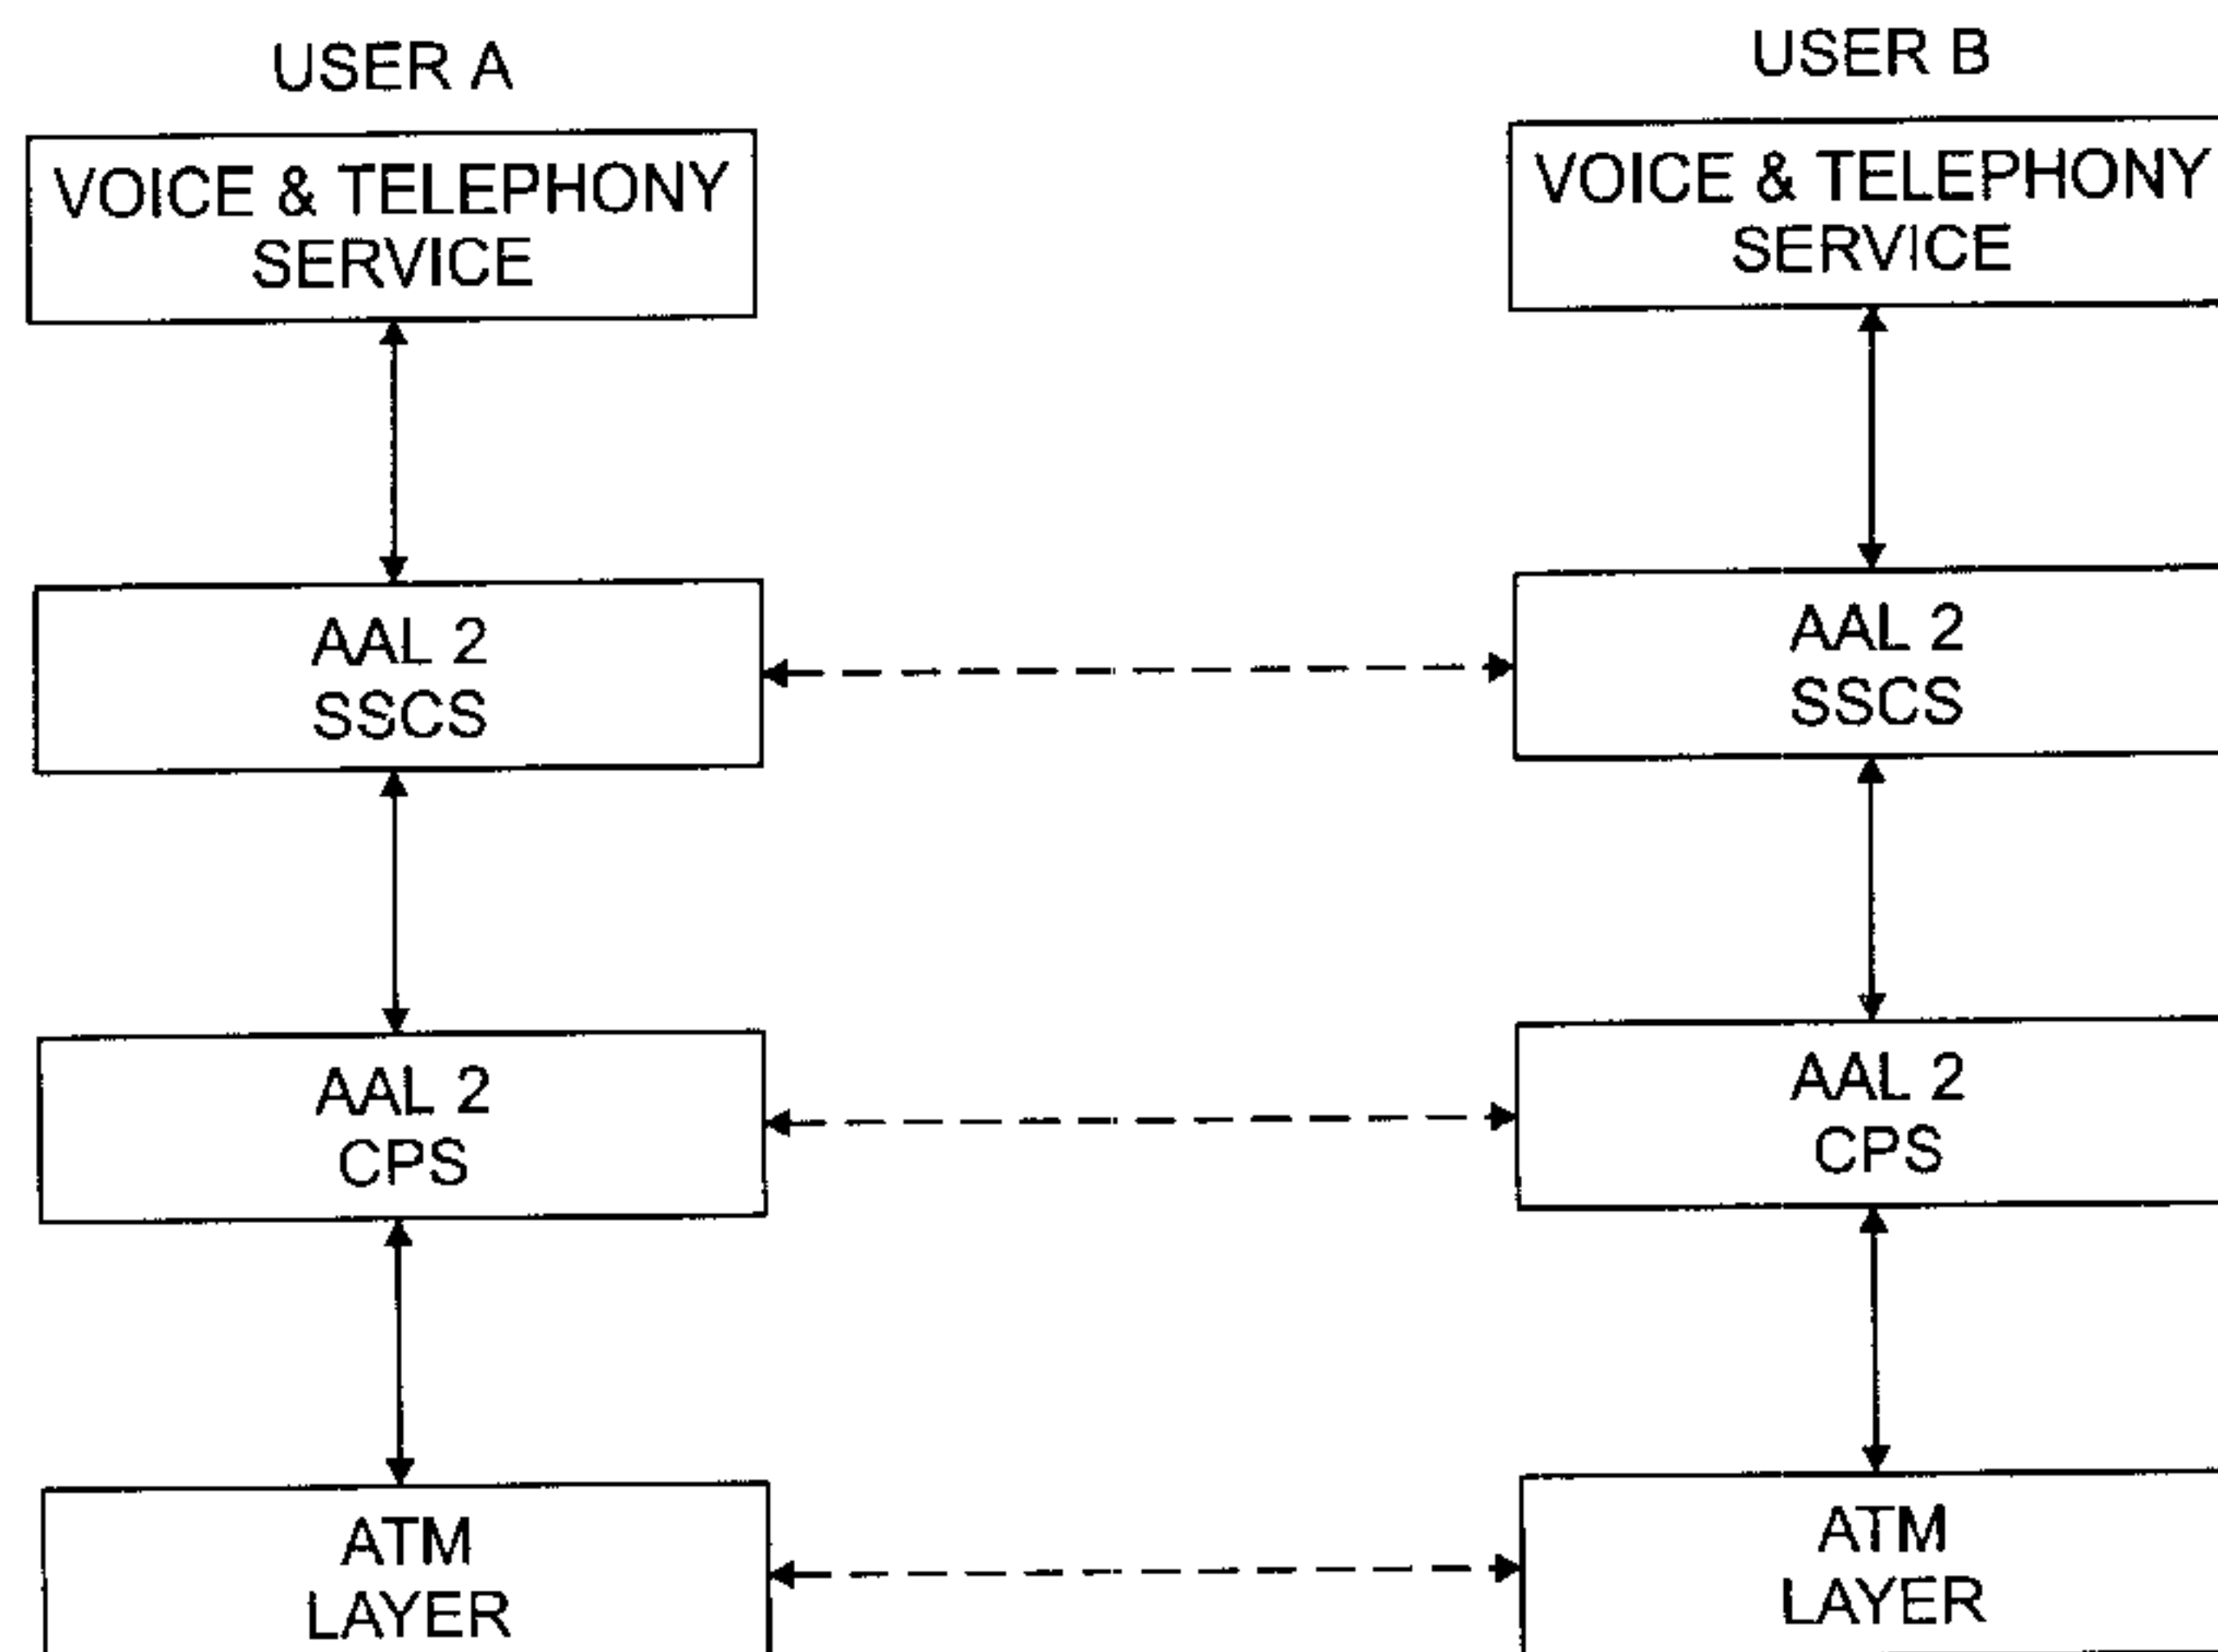 USER A
VOICE & TELEPHONY
SERVICE
AAL 2
SSCS
AAL 2
CPS
ATM
LAYER
USER B
VOICE & TELEPHONY
SERVICE
AAL 2
SSCS
AAL 2
CPS
ATM
LAYER